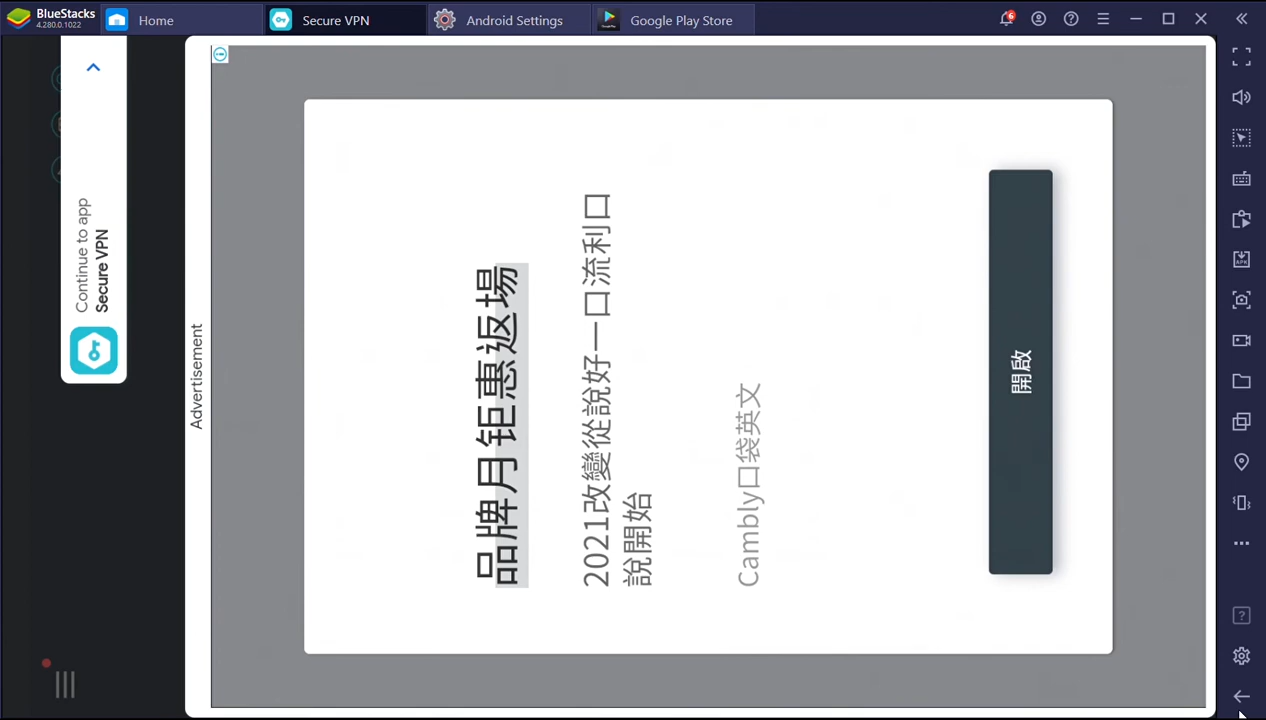 BlueStacks
4.280.0.1022
Home
Secure VPN
Android Settings
Google Play Store
6
Continue to app
Secure VPN
Advertisement
品牌月钜惠返場
2021改變從說好一口流利口
說開始
Cambly口袋英文
開啟